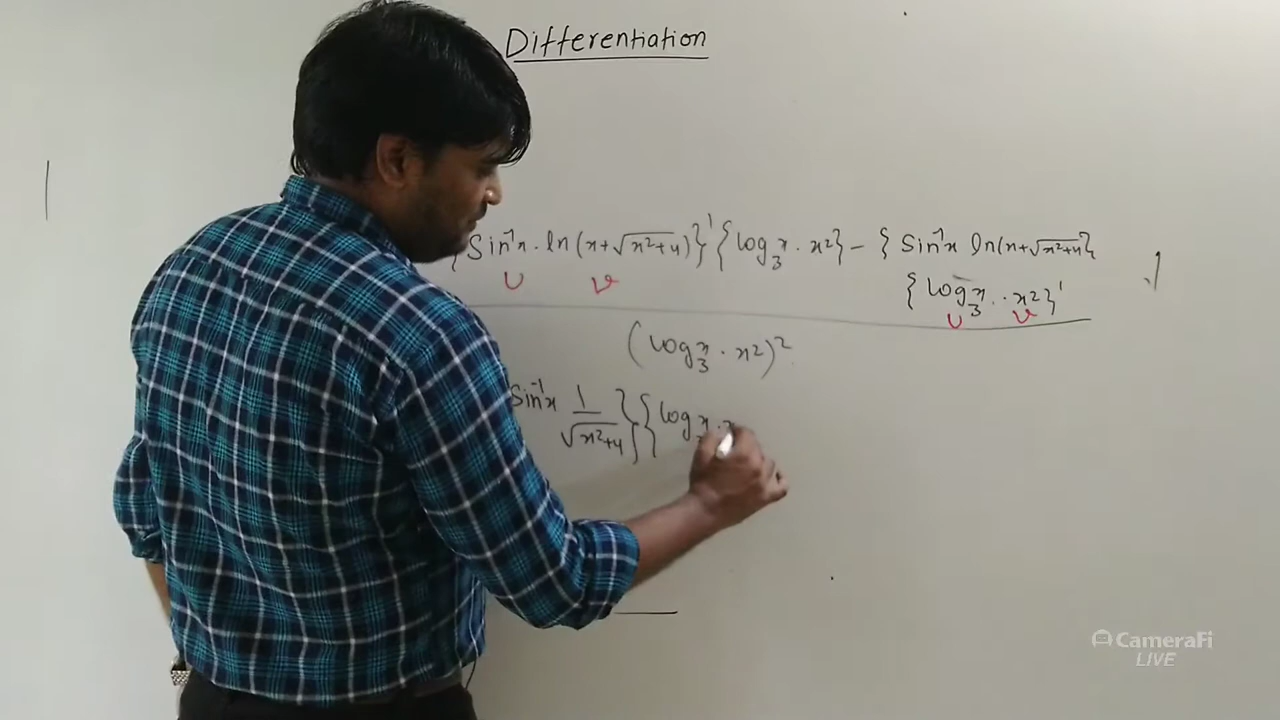 Differentiation
{Sin⁻¹x · ln(x+√x²+4)}' {log₃x · x²} − {Sin⁻¹x ln(x+√x²+4}
{log₃x · x²}'
U V
U V
(log₃x · x²)²
Sin⁻¹x 1/√x²+4 } { log x ·
CameraFi
LIVE